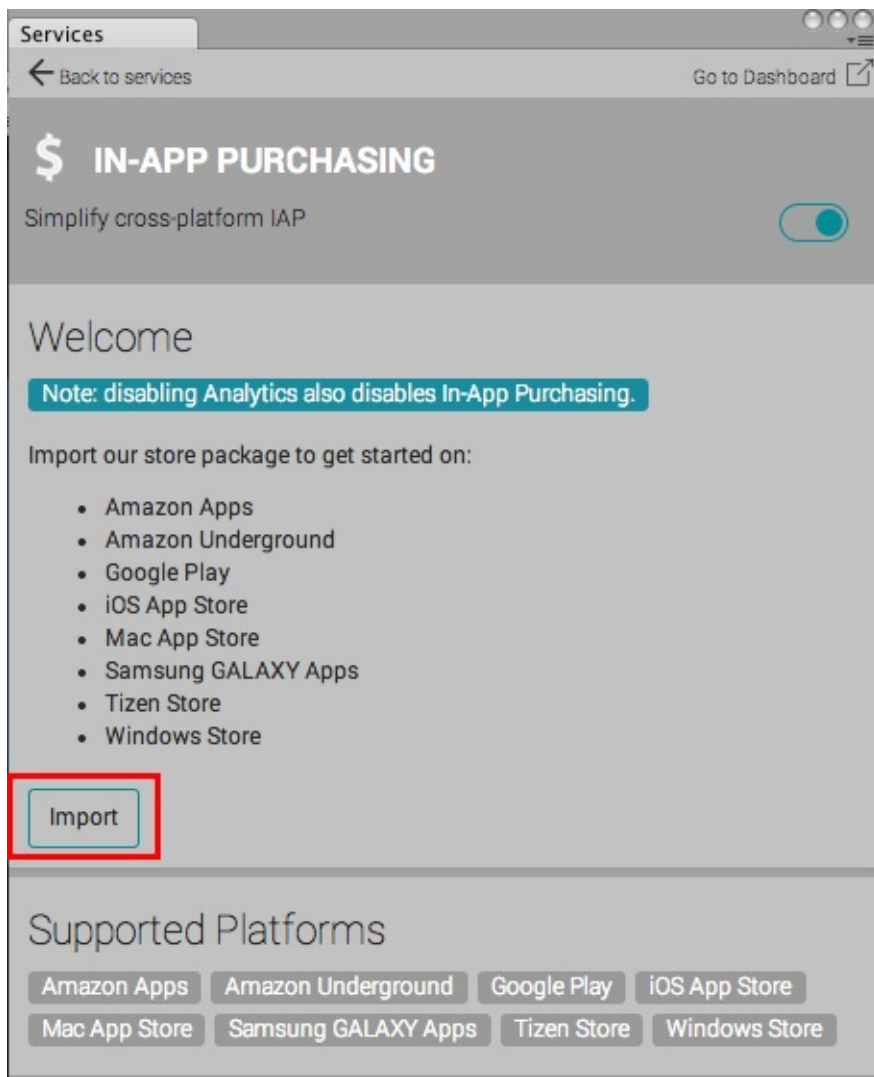 Services
Back to services Go to Dashboard
$ IN-APP PURCHASING
Simplify cross-platform IAP
Welcome
Note: disabling Analytics also disables In-App Purchasing.
Import our store package to get started on:
• Amazon Apps
• Amazon Underground
• Google Play
• iOS App Store
• Mac App Store
• Samsung GALAXY Apps
• Tizen Store
• Windows Store
Import
Supported Platforms
Amazon Apps Amazon Underground Google Play iOS App Store
Mac App Store Samsung GALAXY Apps Tizen Store Windows Store